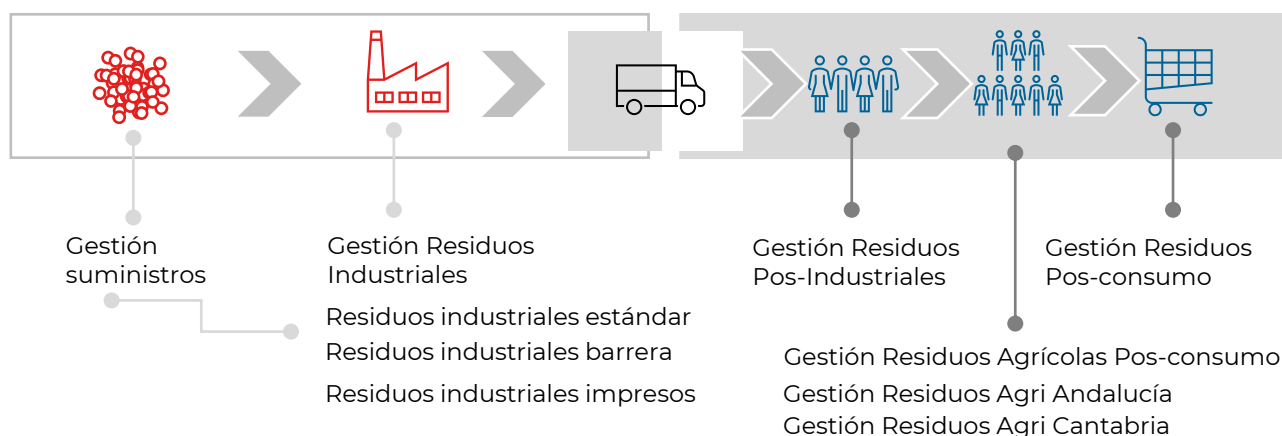 Gestión
suministros
Gestión Residuos
Industriales
Residuos industriales estándar
Residuos industriales barrera
Residuos industriales impresos
Gestión Residuos
Pos-Industriales
Gestión Residuos
Pos-consumo
Gestión Residuos Agrícolas Pos-consumo
Gestión Residuos Agri Andalucía
Gestión Residuos Agri Cantabria